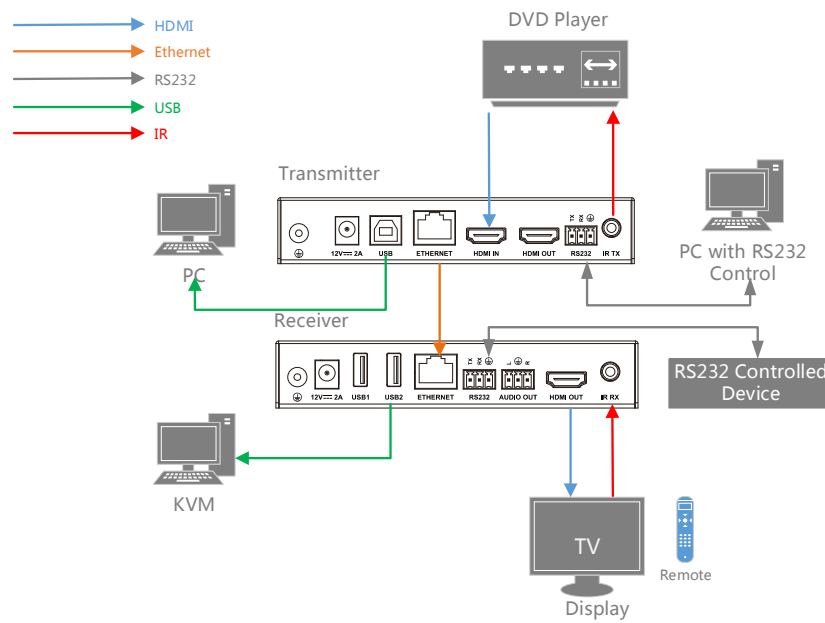 HDMI
Ethernet
RS232
USB
IR
DVD Player
Transmitter
TX
RX
12V 2A
USB
ETHERNET
HDMI IN
HDMI OUT
RS232
IR TX
PC
PC with RS232
Control
Receiver
TX
RX
L
R
12V 2A
USB1
USB2
ETHERNET
RS232
AUDIO OUT
HDMI OUT
IR RX
RS232 Controlled
Device
KVM
TV
Remote
Display